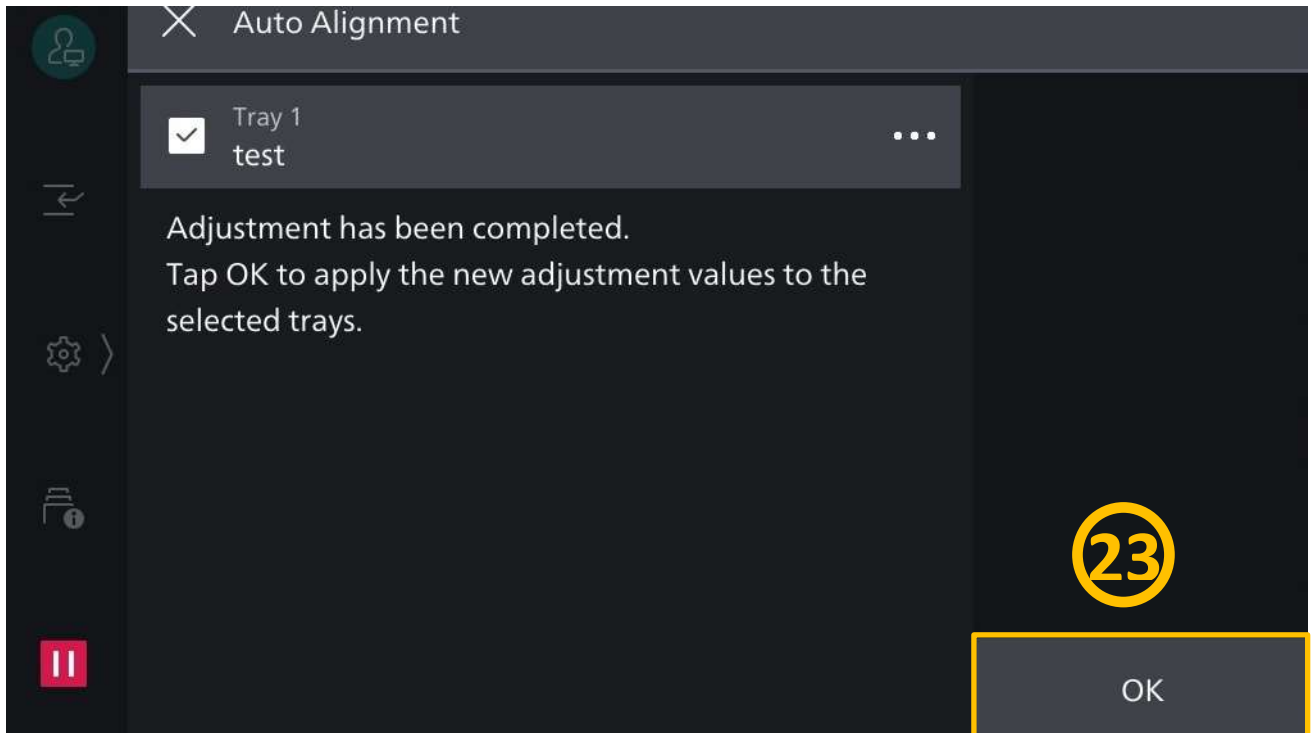 Auto Alignment
Tray 1
test
Adjustment has been completed.
Tap OK to apply the new adjustment values to the
selected trays.
23
OK